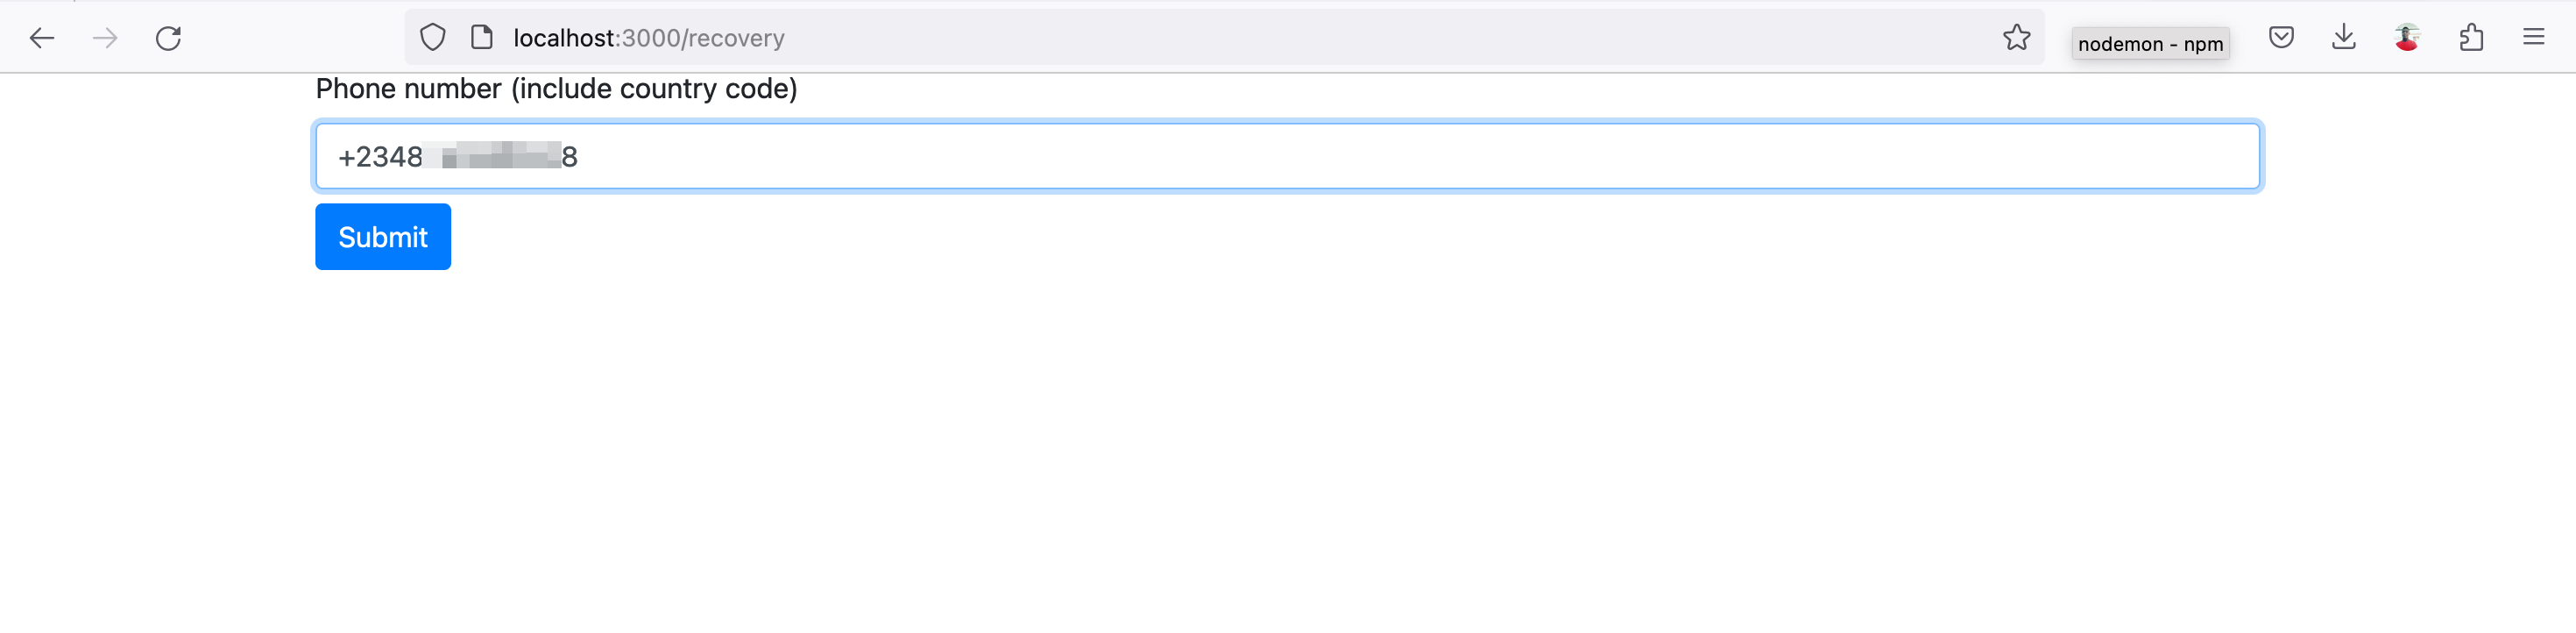 localhost:3000/recovery
nodemon - npm
Phone number (include country code)
+2348 8
Submit